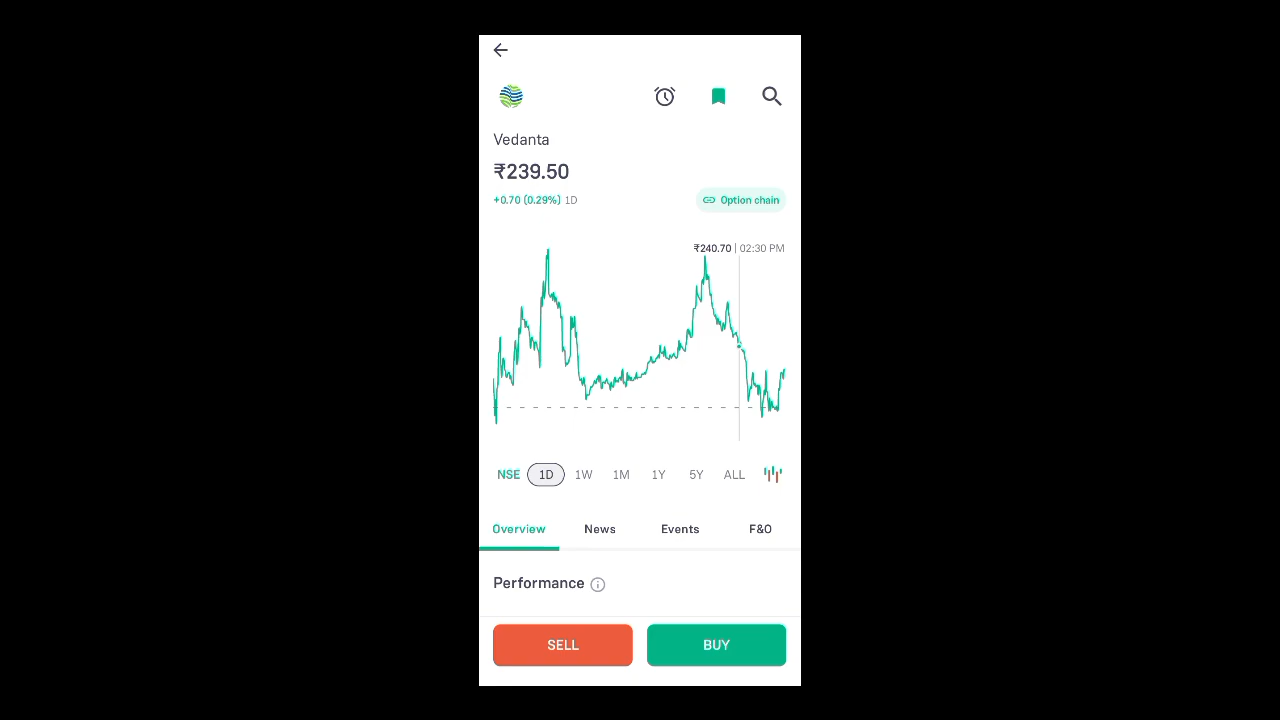 Vedanta
₹239.50
+0.70 (0.29%) 1D
Option chain
₹240.70 | 02:30 PM
NSE 1D 1W 1M 1Y 5Y ALL
Overview News Events F&O
Performance
SELL BUY